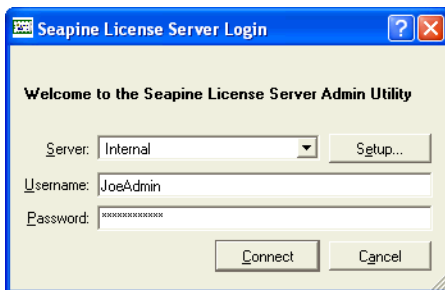 Seapine License Server Login
Welcome to the Seapine License Server Admin Utility
Server: Internal Setup...
Username: JoeAdmin
Password: ************
Connect Cancel